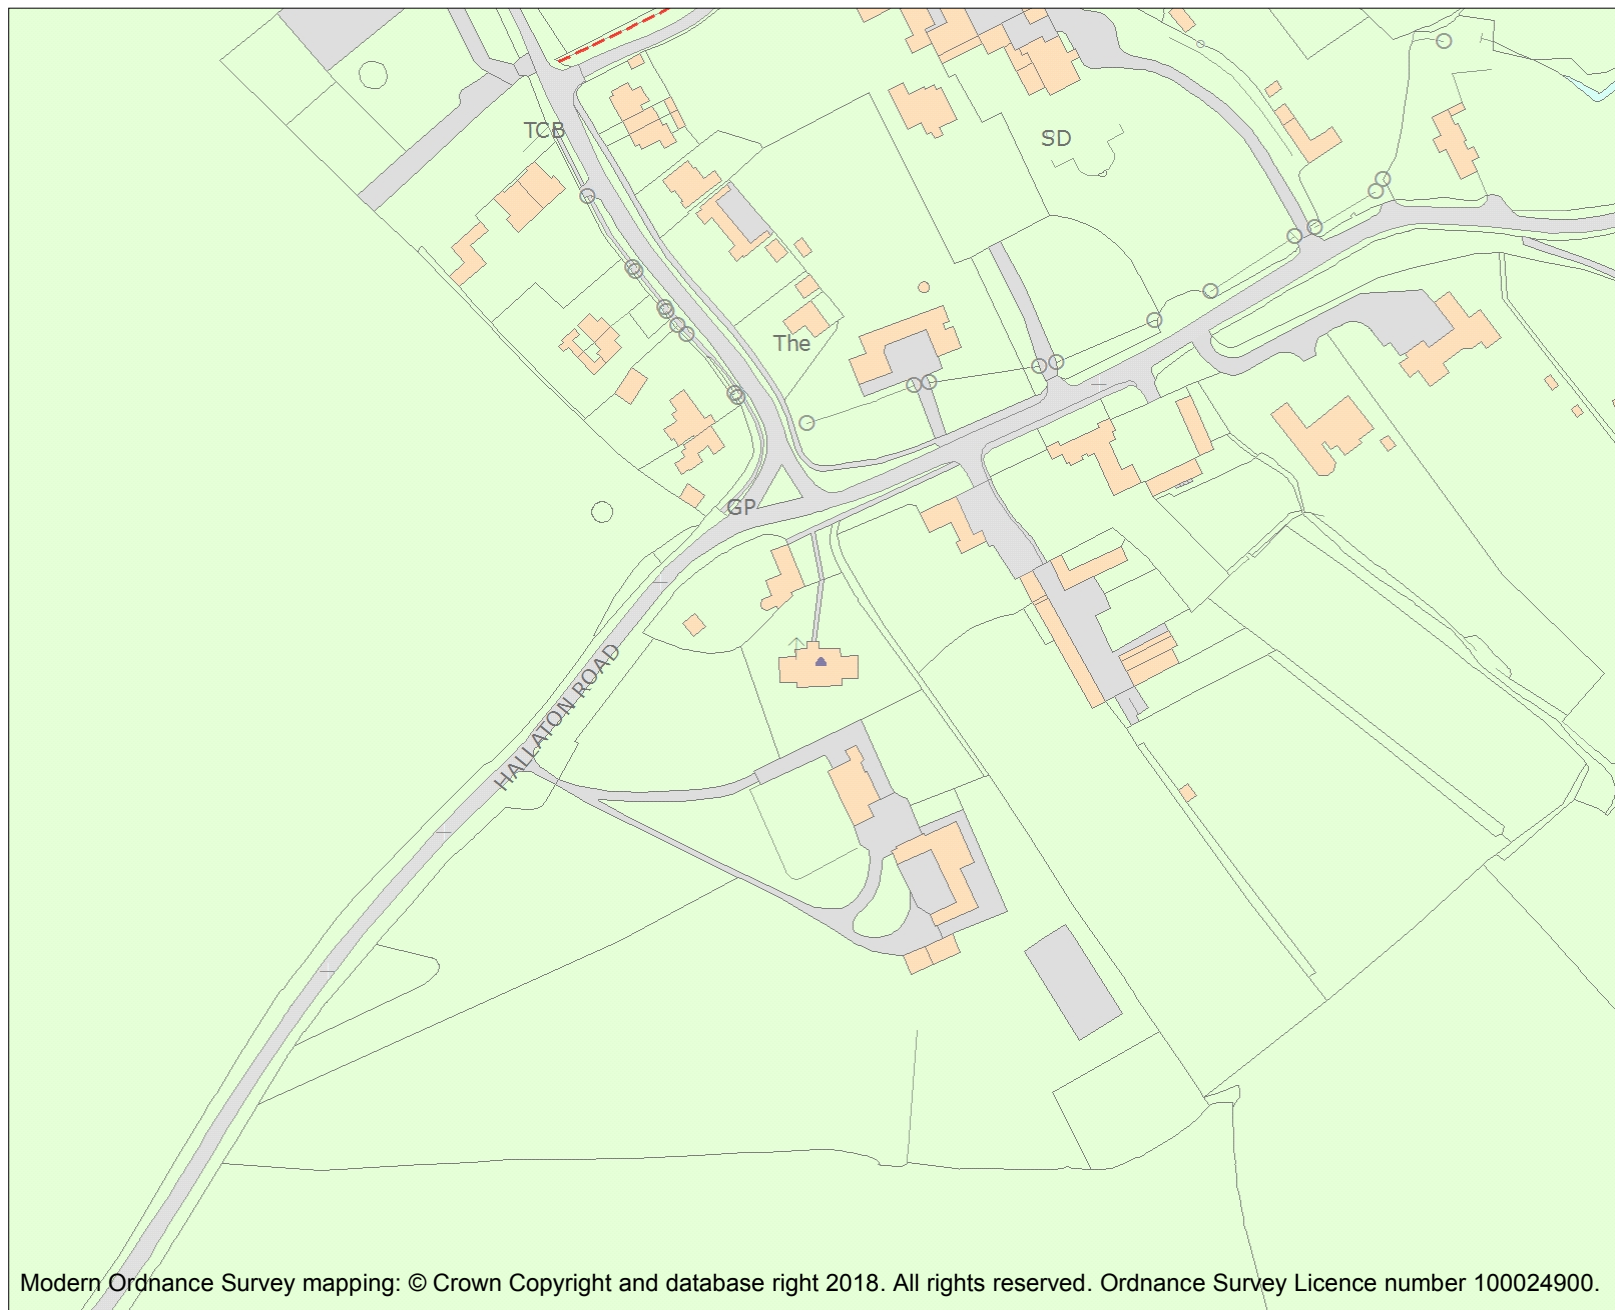 TCB
SD
The
GP
HALLATON ROAD
Modern Ordnance Survey mapping: © Crown Copyright and database right 2018. All rights reserved. Ordnance Survey Licence number 100024900.